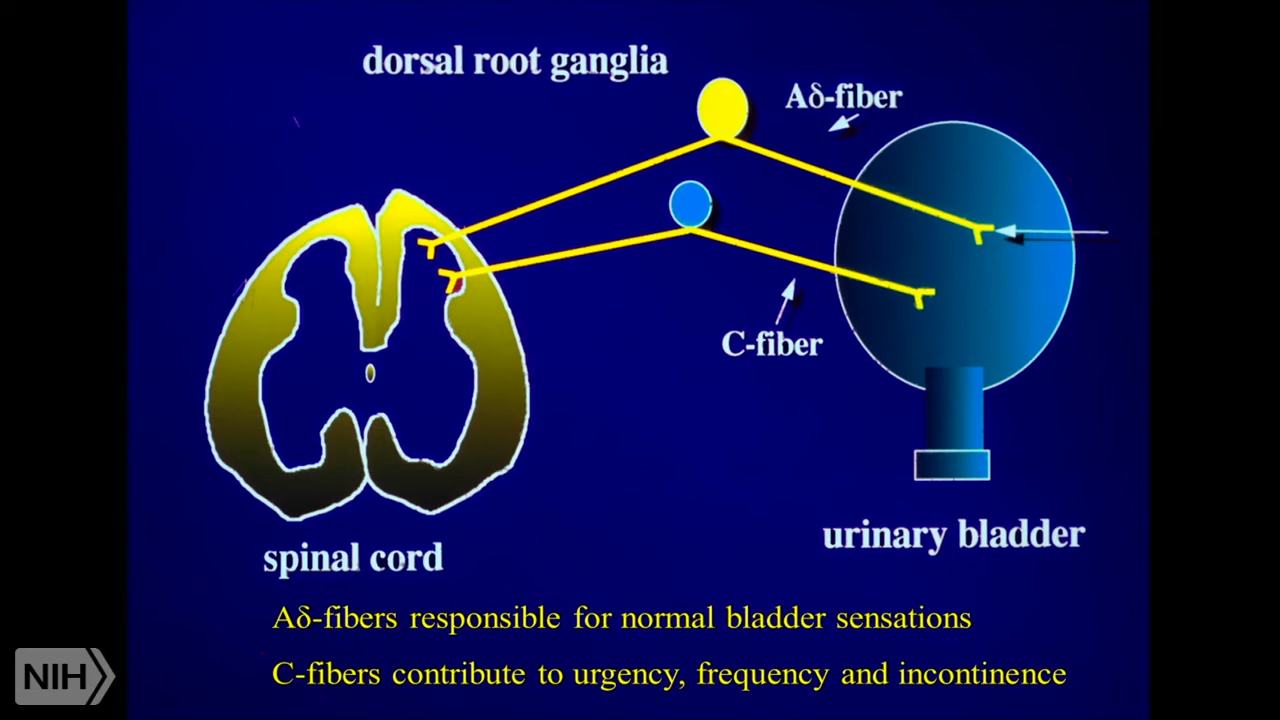 dorsal root ganglia
Aδ-fiber
C-fiber
urinary bladder
spinal cord
Aδ-fibers responsible for normal bladder sensations
C-fibers contribute to urgency, frequency and incontinence
NIH